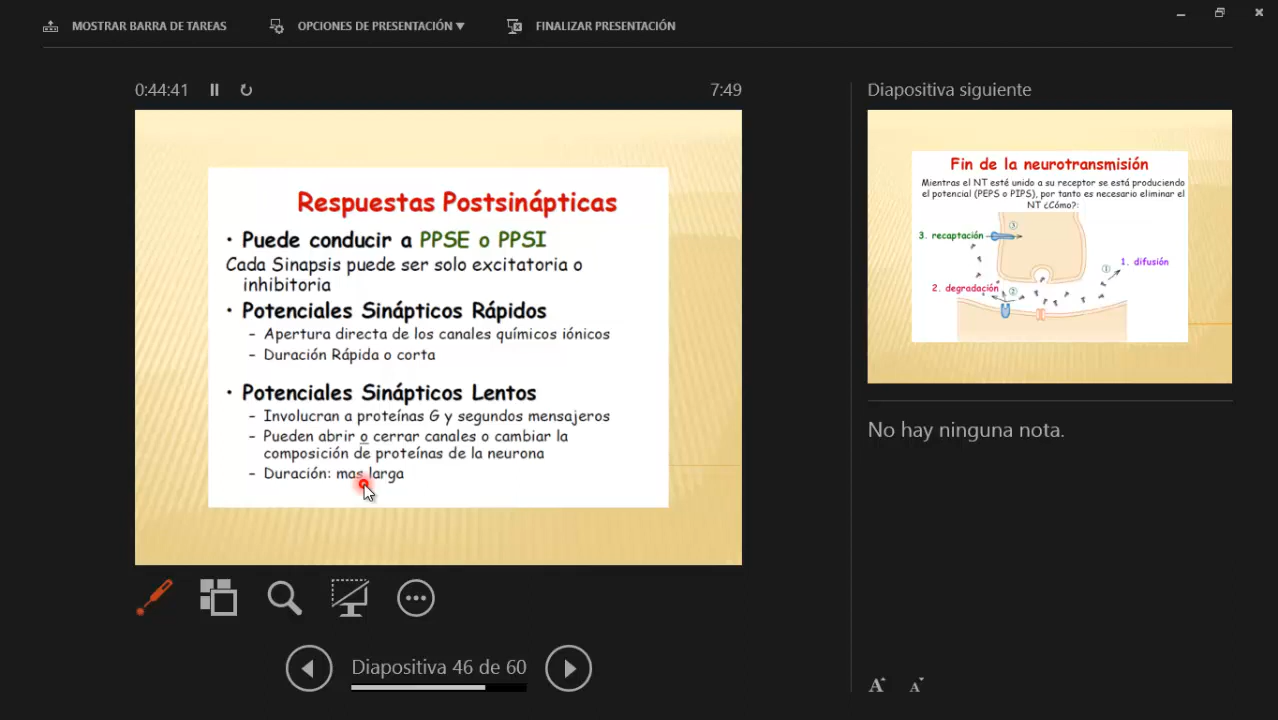 MOSTRAR BARRA DE TAREAS
OPCIONES DE PRESENTACIÓN ▼
FINALIZAR PRESENTACIÓN
0:44:41
7:49
Respuestas Postsinápticas
• Puede conducir a PPSE o PPSI
Cada Sinapsis puede ser solo excitatoria o
inhibitoria
• Potenciales Sinápticos Rápidos
- Apertura directa de los canales químicos iónicos
- Duración Rápida o corta
• Potenciales Sinápticos Lentos
- Involucran a proteínas G y segundos mensajeros
- Pueden abrir o cerrar canales o cambiar la
composición de proteínas de la neurona
- Duración: mas larga
Diapositiva 46 de 60
Diapositiva siguiente
Fin de la neurotransmisión
Mientras el NT esté unido a su receptor se está produciendo
el potencial (PEPS o PIPS), por tanto es necesario eliminar el
NT ¿Cómo?:
3. recaptación
3
1. difusión
1
2. degradación
2
No hay ninguna nota.
A A